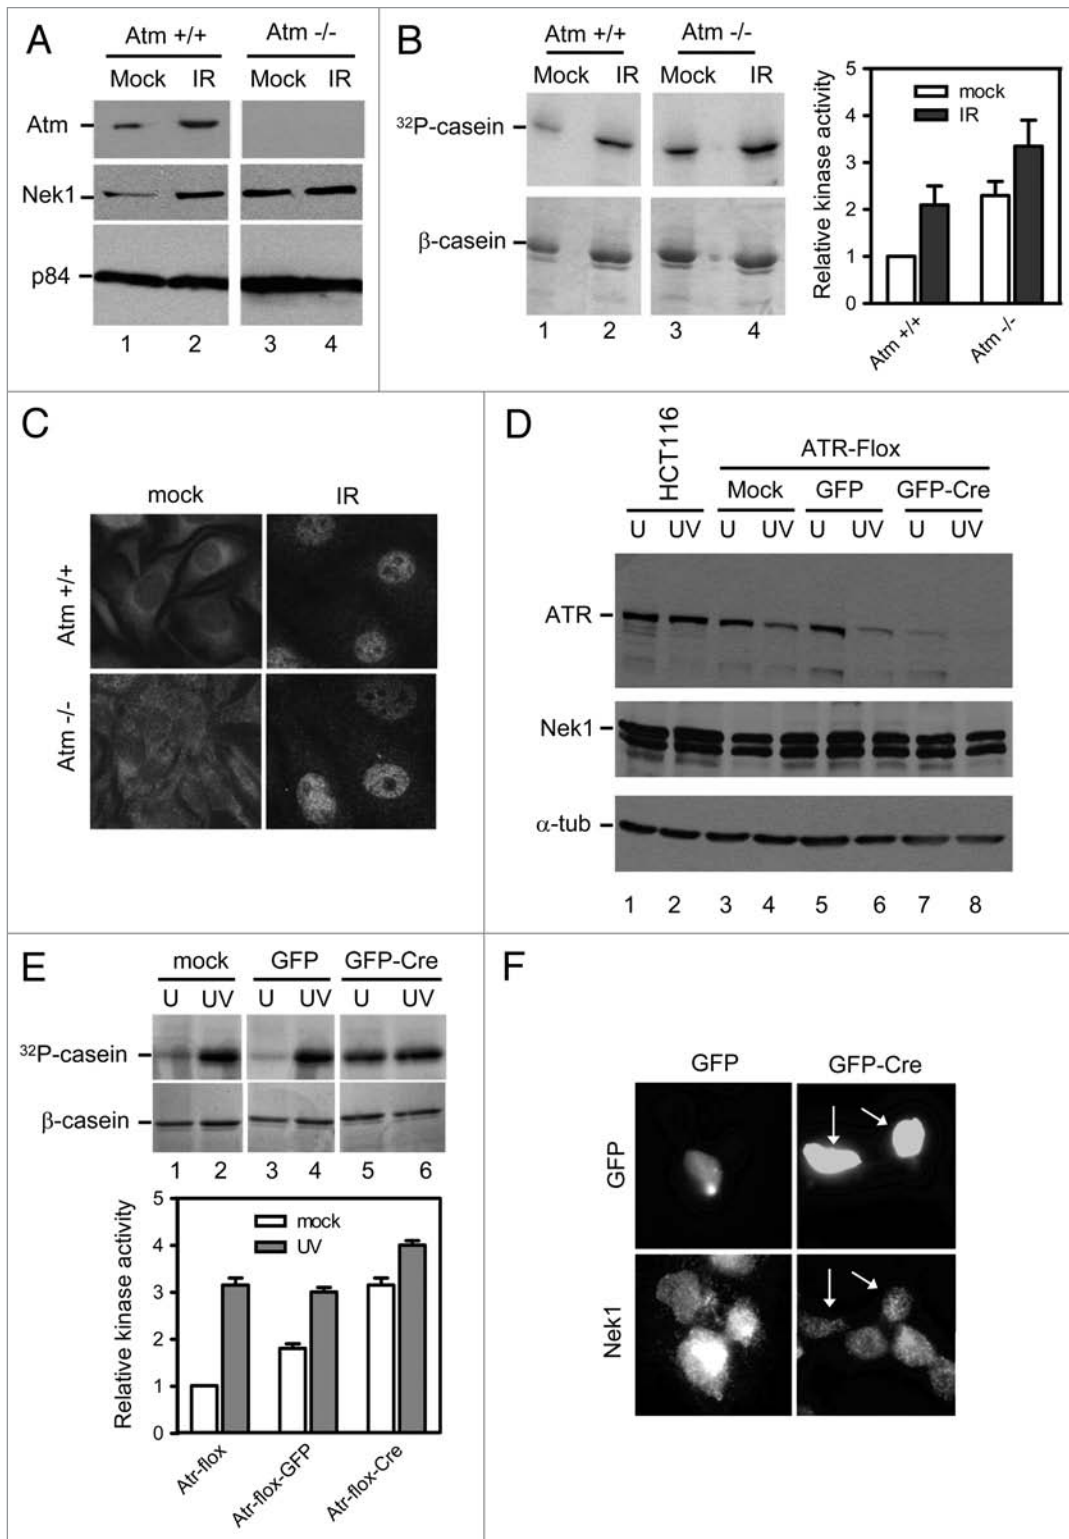 A
Atm +/+ Atm -/-
Mock IR Mock IR
Atm
Nek1
p84
1 2 3 4
B
Atm +/+ Atm -/-
Mock IR Mock IR
³²P-casein
β-casein
1 2 3 4
Relative kinase activity
5
4
3
2
1
0
mock
IR
Atm +/+
Atm -/-
C
mock IR
Atm +/+
Atm -/-
D
HCT116
ATR-Flox
Mock GFP GFP-Cre
U UV U UV U UV U UV
ATR
Nek1
α-tub
1 2 3 4 5 6 7 8
E
mock GFP GFP-Cre
U UV U UV U UV
³²P-casein
β-casein
1 2 3 4 5 6
Relative kinase activity
5
4
3
2
1
0
mock
UV
Atr-flox
Atr-flox-GFP
Atr-flox-Cre
F
GFP GFP-Cre
GFP
Nek1